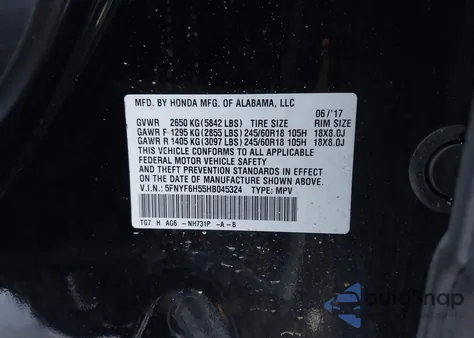 MFD. BY HONDA MFG. OF ALABAMA, LLC
06/'17
GVWR 2650 KG(5842 LBS) TIRE SIZE RIM SIZE
GAWR F 1295 KG(2855 LBS) 245/60R18 105H 18X8.0J
GAWR R 1405 KG(3097 LBS) 245/60R18 105H 18X8.0J
THIS VEHICLE CONFORMS TO ALL APPLICABLE
FEDERAL MOTOR VEHICLE SAFETY
AND THEFT PREVENTION STANDARDS IN
EFFECT ON THE DATE OF MANUFACTURE
SHOWN ABOVE.
V.I.N.: 5FNYF6H55HB045324 TYPE: MPV
TG7 H AG6 -NH731P -A-B